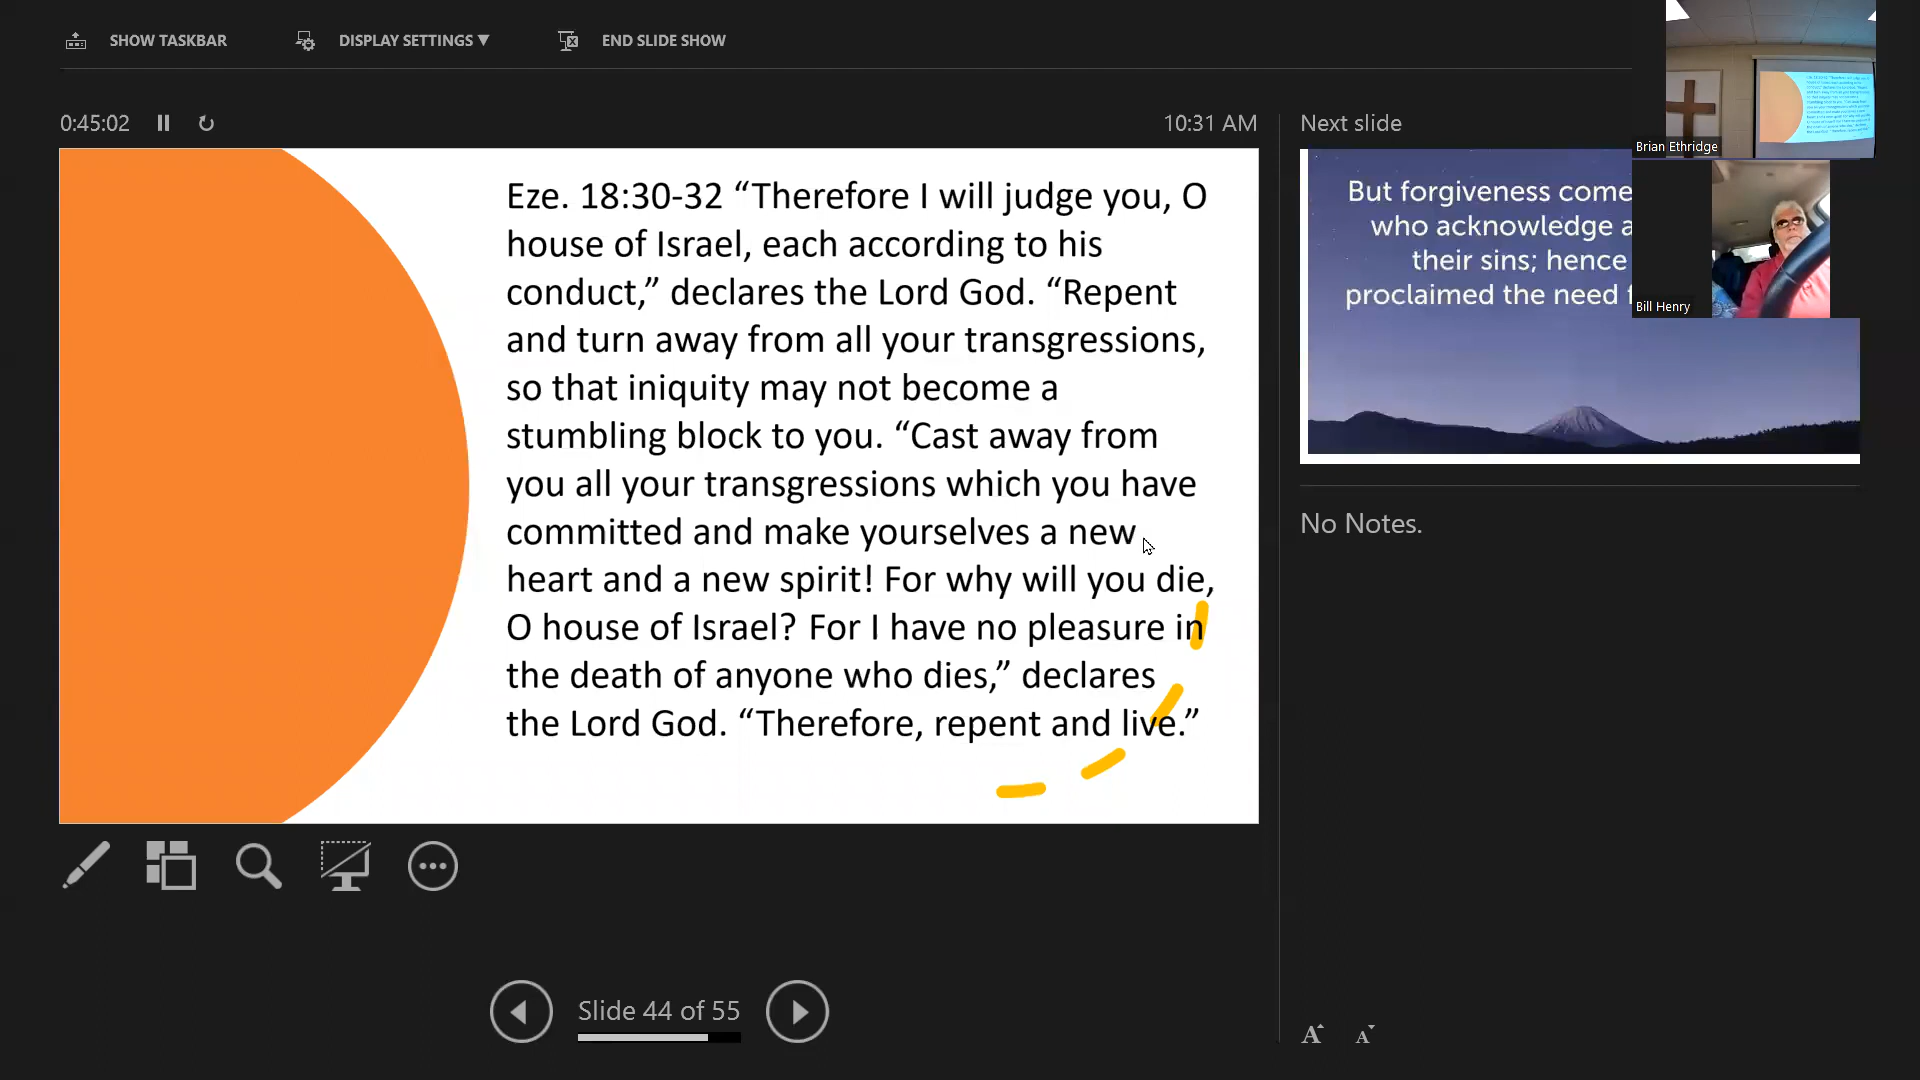 SHOW TASKBAR DISPLAY SETTINGS ▼ END SLIDE SHOW
0:45:02 10:31 AM
Eze. 18:30-32 “Therefore I will judge you, O
house of Israel, each according to his
conduct,” declares the Lord God. “Repent
and turn away from all your transgressions,
so that iniquity may not become a
stumbling block to you. “Cast away from
you all your transgressions which you have
committed and make yourselves a new
heart and a new spirit! For why will you die,
O house of Israel? For I have no pleasure in
the death of anyone who dies,” declares
the Lord God. “Therefore, repent and live.”
Slide 44 of 55
Next slide
But forgiveness come
who acknowledge a
their sins; hence
proclaimed the need
No Notes.
A A
Brian Ethridge
Bill Henry